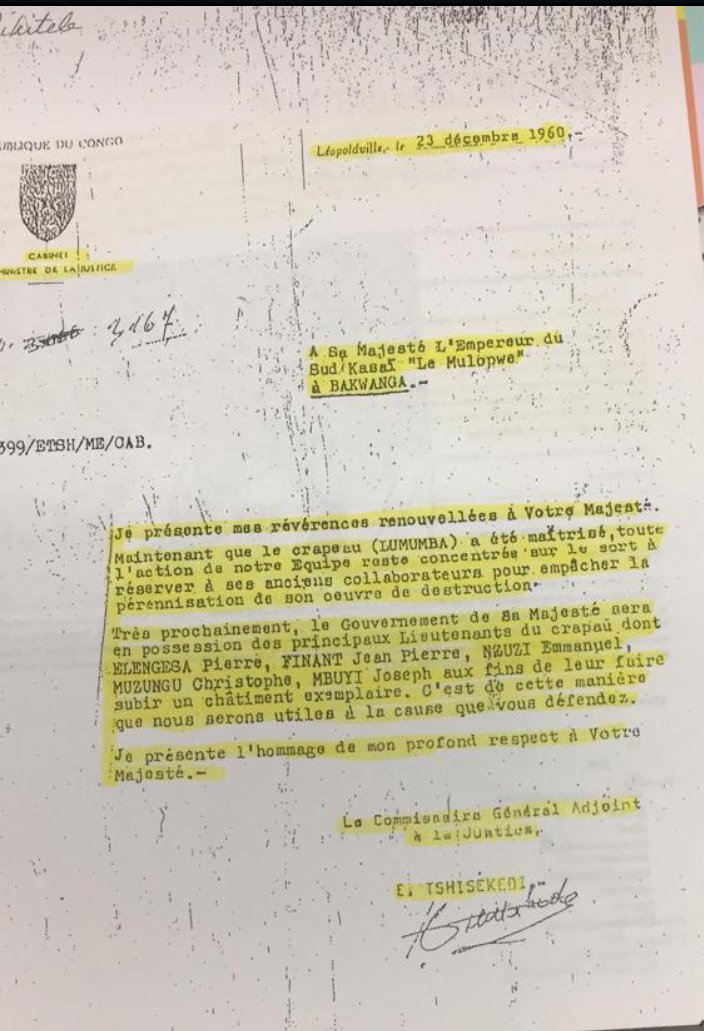 UBLIQUE DU CONGO
Léopoldville, le 23 décembre 1960.-
CABINET
MINISTRE DE LA JUSTICE
3,167
A Sa Majesté L'Empereur du
Sud/Kasaï "Le Mulopwe"
à BAKWANGA.-
399/ETSH/ME/CAB.
Je présente mes révérences renouvellées à Votre Majesté.
Maintenant que le crapeau (LUMUMBA) a été maîtrisé, toute
l'action de notre Equipe reste concentrée sur le sort à
réserver à ses anciens collaborateurs pour empêcher la
pérennisation de son oeuvre de destruction.
Très prochainement, le Gouvernement de Sa Majesté sera
en possession des principaux Lieutenants du crapaü dont
ELENGESA Pierre, FINANT Jean Pierre, NZUZI Emmanuel,
MUZUNGU Christophe, MBUYI Joseph aux fins de leur faire
subir un châtiment exemplaire. C'est de cette manière
que nous serons utiles à la cause que vous défendez.
Je présente l'hommage de mon profond respect à Votre
Majesté.-
Le Commissaire Général Adjoint
à la Justice,
E. TSHISEKEDI.-